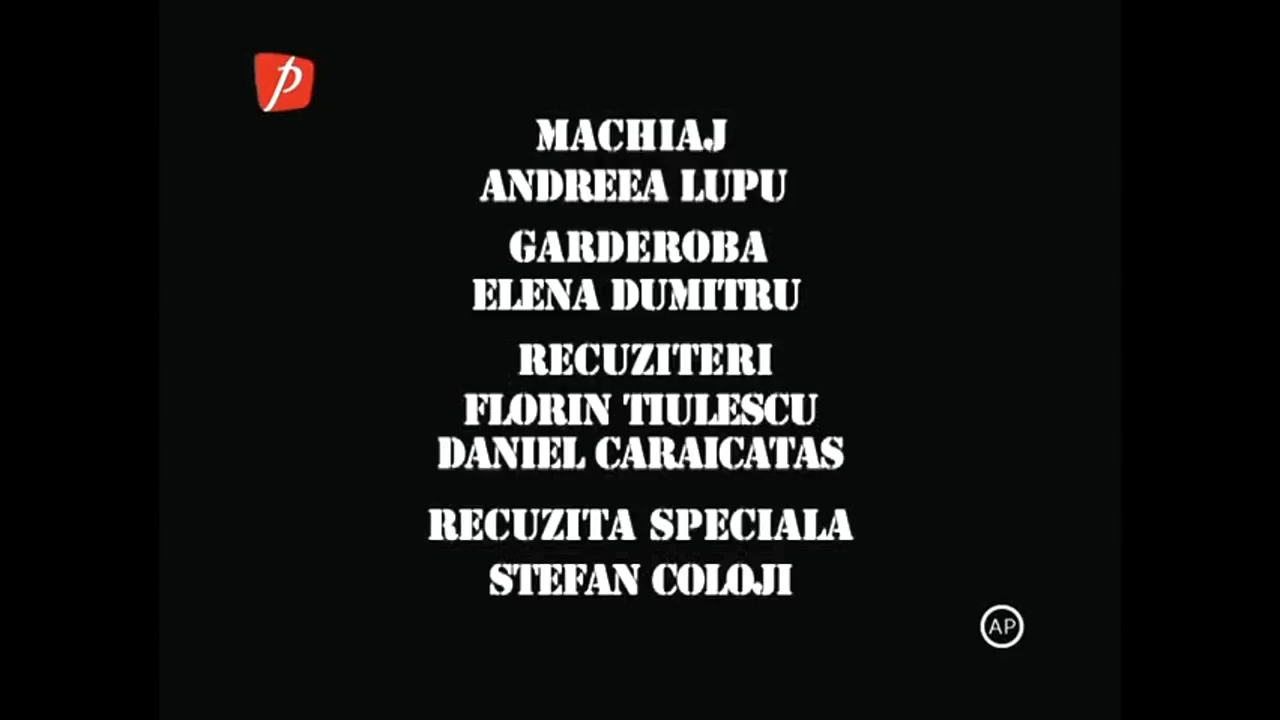 p
MACHIAJ
ANDREEA LUPU
GARDEROBA
ELENA DUMITRU
RECUZITERI
FLORIN TIULESCU
DANIEL CARAICATAS
RECUZITA SPECIALA
STEFAN COLOJI
AP